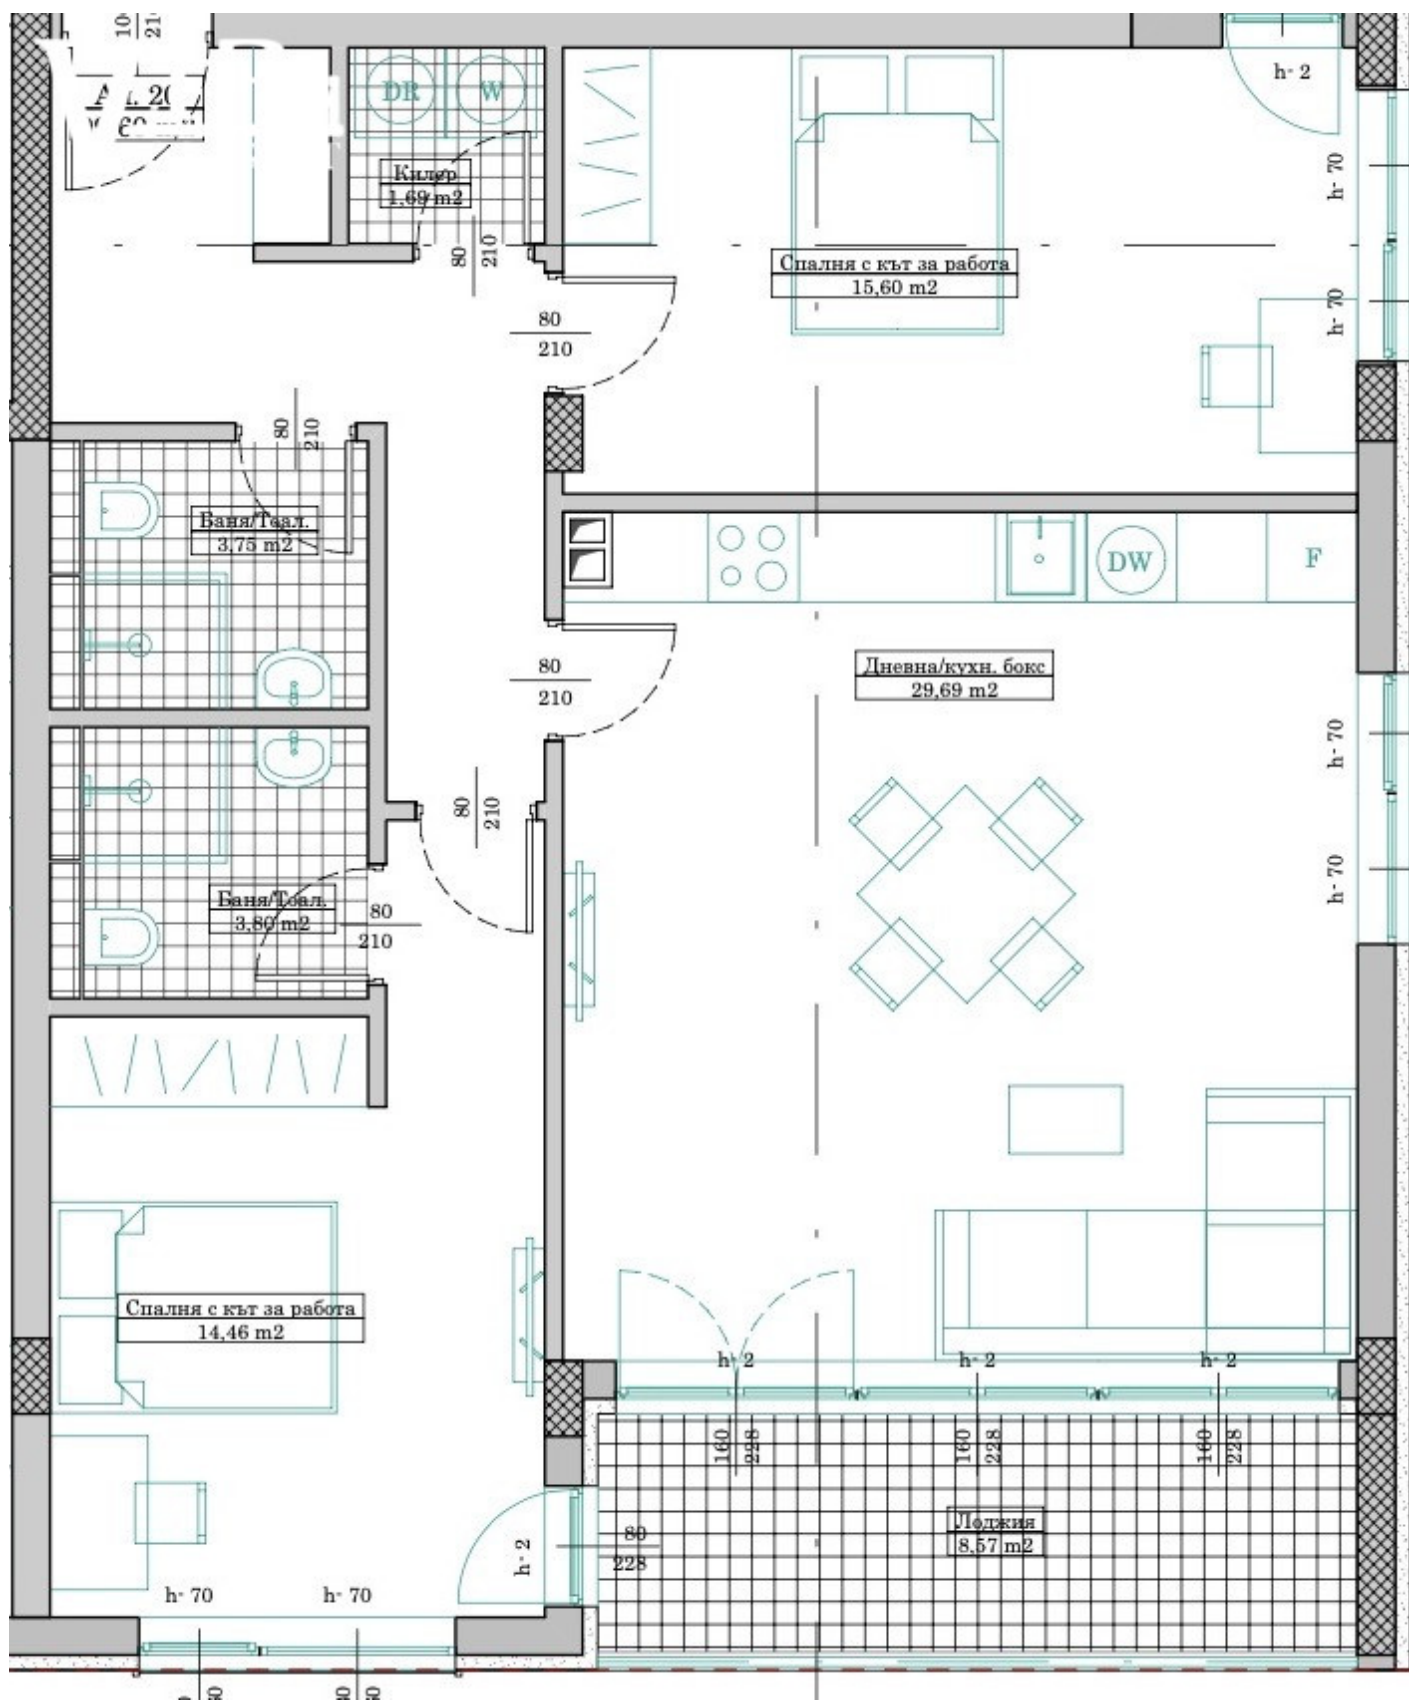 DR
W
Килер
1,69 m2
80
210
h- 2
h- 70
h- 70
Спалня с кът за работа
15,60 m2
80
210
80
210
Баня/Тоал.
3,75 m2
DW
F
80
210
Дневна/кухн. бокс
29,69 m2
h- 70
h- 70
80
210
Баня/Тоал.
3,80 m2
80
210
Спалня с кът за работа
14,46 m2
h- 2
h- 2
h- 2
160
228
160
228
160
228
Лоджия
8,57 m2
h- 2
80
228
h- 70
h- 70